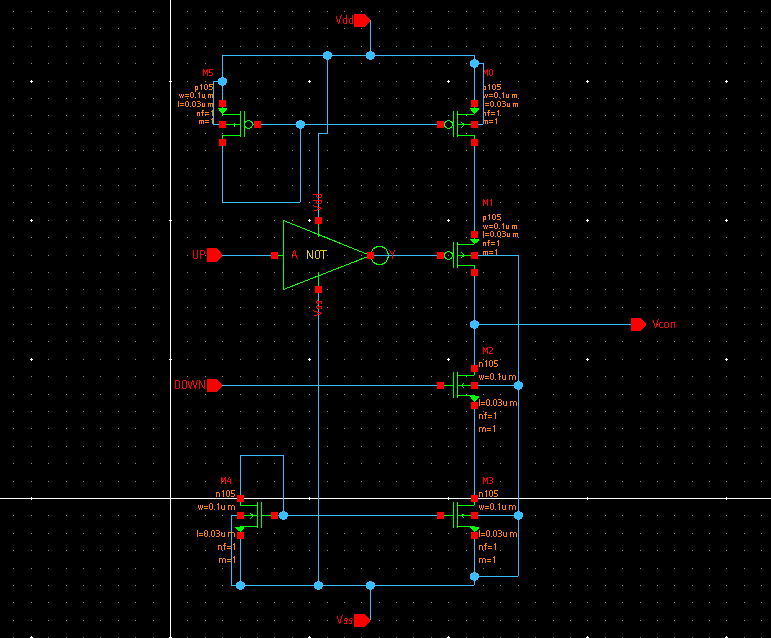 Vdd
M5
p105
w=0.1um
l=0.03um
nf=1
m=1
M0
p105
w=0.1um
l=0.03um
nf=1
m=1
M1
p105
w=0.1um
l=0.03um
nf=1
m=1
UP
A
NOT
Y
Vcon
M2
n105
w=0.1um
l=0.03um
nf=1
m=1
DOWN
M4
n105
w=0.1um
l=0.03um
nf=1
m=1
M3
n105
w=0.1um
l=0.03um
nf=1
m=1
Vss